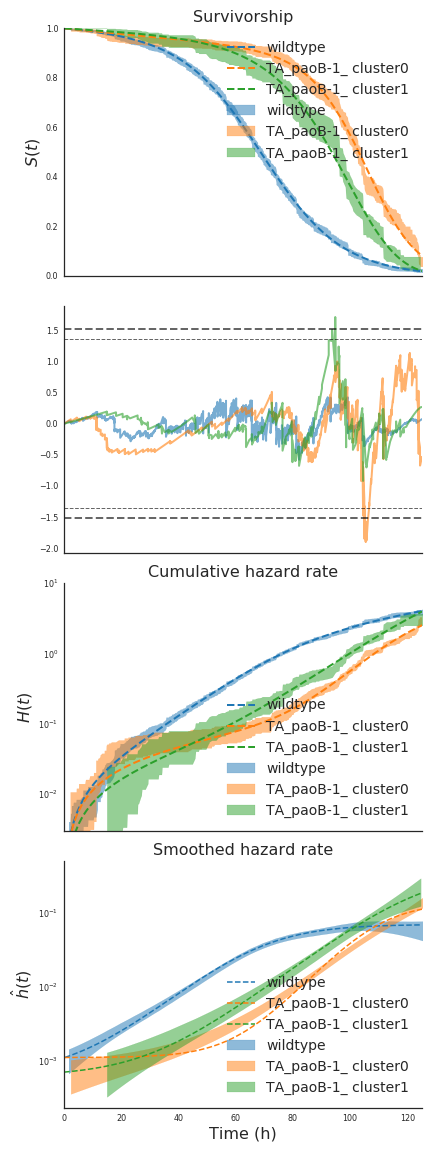 Survivorship
1.0
0.8
0.6
0.4
0.2
0.0
S(t)
wildtype
TA_paoB-1_ cluster0
TA_paoB-1_ cluster1
wildtype
TA_paoB-1_ cluster0
TA_paoB-1_ cluster1
1.5
1.0
0.5
0.0
−0.5
−1.0
−1.5
−2.0
Cumulative hazard rate
10¹
10⁰
10⁻¹
10⁻²
H(t)
wildtype
TA_paoB-1_ cluster0
TA_paoB-1_ cluster1
wildtype
TA_paoB-1_ cluster0
TA_paoB-1_ cluster1
Smoothed hazard rate
10⁻¹
10⁻²
10⁻³
ĥ(t)
wildtype
TA_paoB-1_ cluster0
TA_paoB-1_ cluster1
wildtype
TA_paoB-1_ cluster0
TA_paoB-1_ cluster1
0 20 40 60 80 100 120
Time (h)